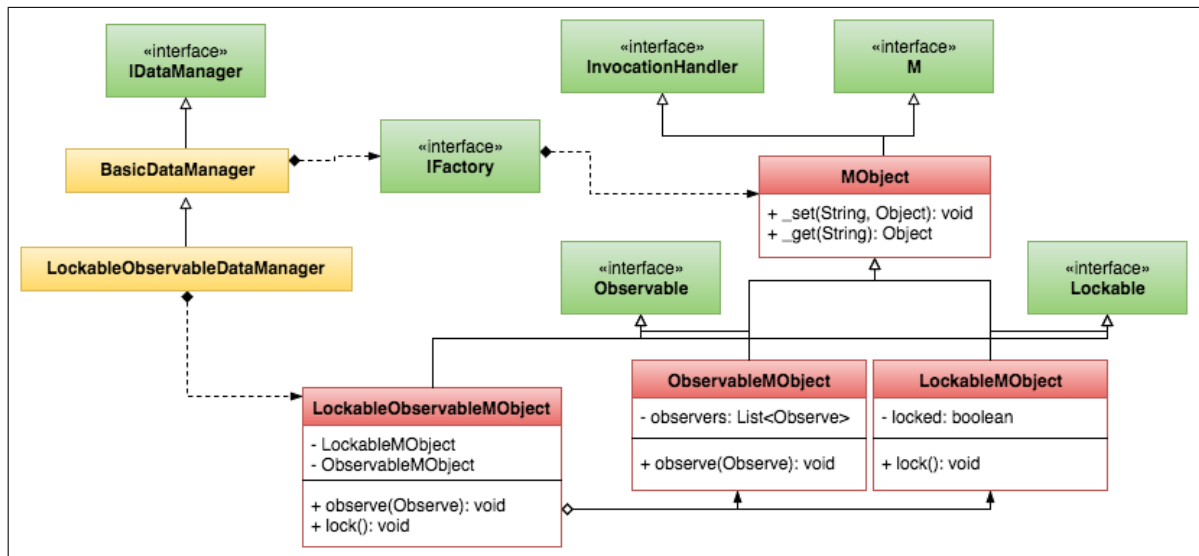 «interface»
IDataManager
«interface»
InvocationHandler
«interface»
M
BasicDataManager
«interface»
IFactory
MObject
+ _set(String, Object): void
+ _get(String): Object
LockableObservableDataManager
«interface»
Observable
«interface»
Lockable
LockableObservableMObject
- LockableMObject
- ObservableMObject
+ observe(Observe): void
+ lock(): void
ObservableMObject
- observers: List<Observe>
+ observe(Observe): void
LockableMObject
- locked: boolean
+ lock(): void